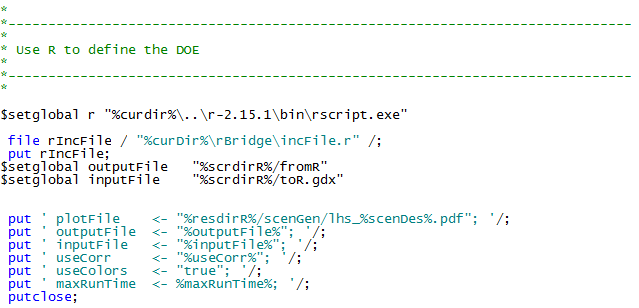 *
*------------------------------------------------------------------------------
*
* Use R to define the DOE
*
*------------------------------------------------------------------------------
*
$setglobal r "%curdir%\..\r-2.15.1\bin\rscript.exe"
file rIncFile / "%curDir%\rBridge\incFile.r" /;
put rIncFile;
$setglobal outputFile   "%scrdirR%/fromR"
$setglobal inputFile    "%scrdirR%/toR.gdx"
put ' plotFile    <- "%resdirR%/scenGen/lhs_%scenDes%.pdf"; '/;
put ' outputFile  <- "%outputFile%"; '/;
put ' inputFile   <- "%inputFile%"; '/;
put ' useCorr     <- "%useCorr%"; '/;
put ' useColors   <- "true"; '/;
put ' maxRunTime  <- %maxRunTime%; '/;
putclose;